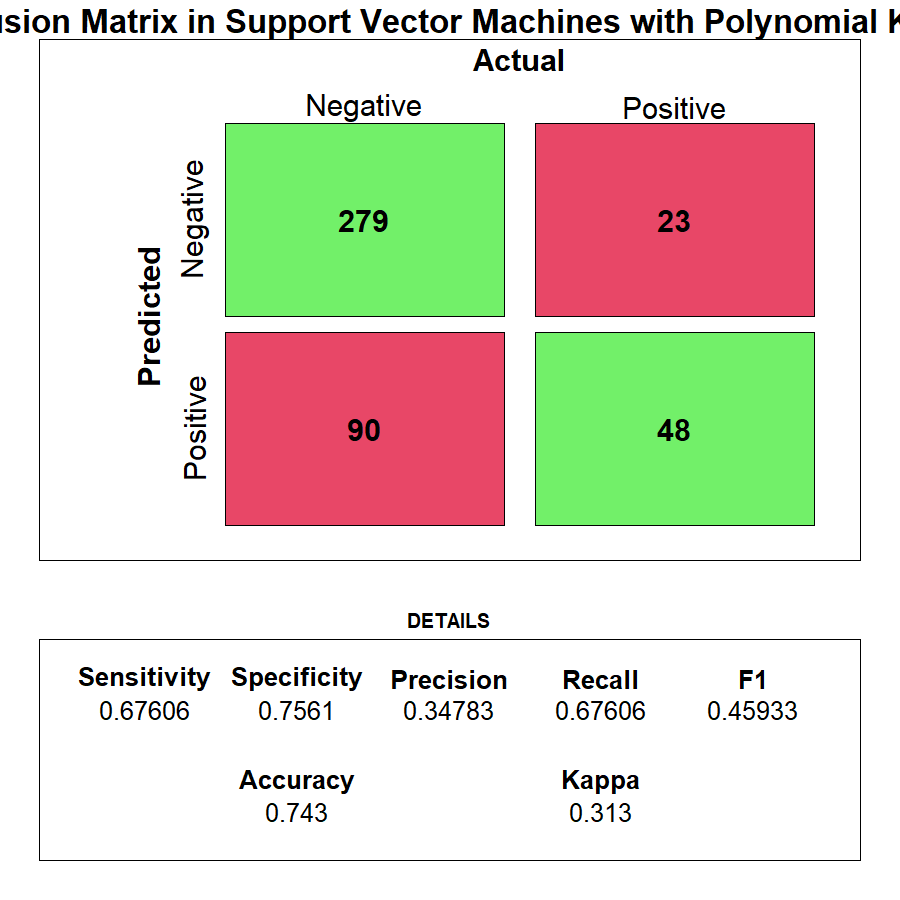 sion Matrix in Support Vector Machines with Polynomial K
Actual
Negative Positive
Predicted
Negative
279 23
Positive
90 48
DETAILS
Sensitivity Specificity Precision Recall F1
0.67606 0.7561 0.34783 0.67606 0.45933
Accuracy Kappa
0.743 0.313